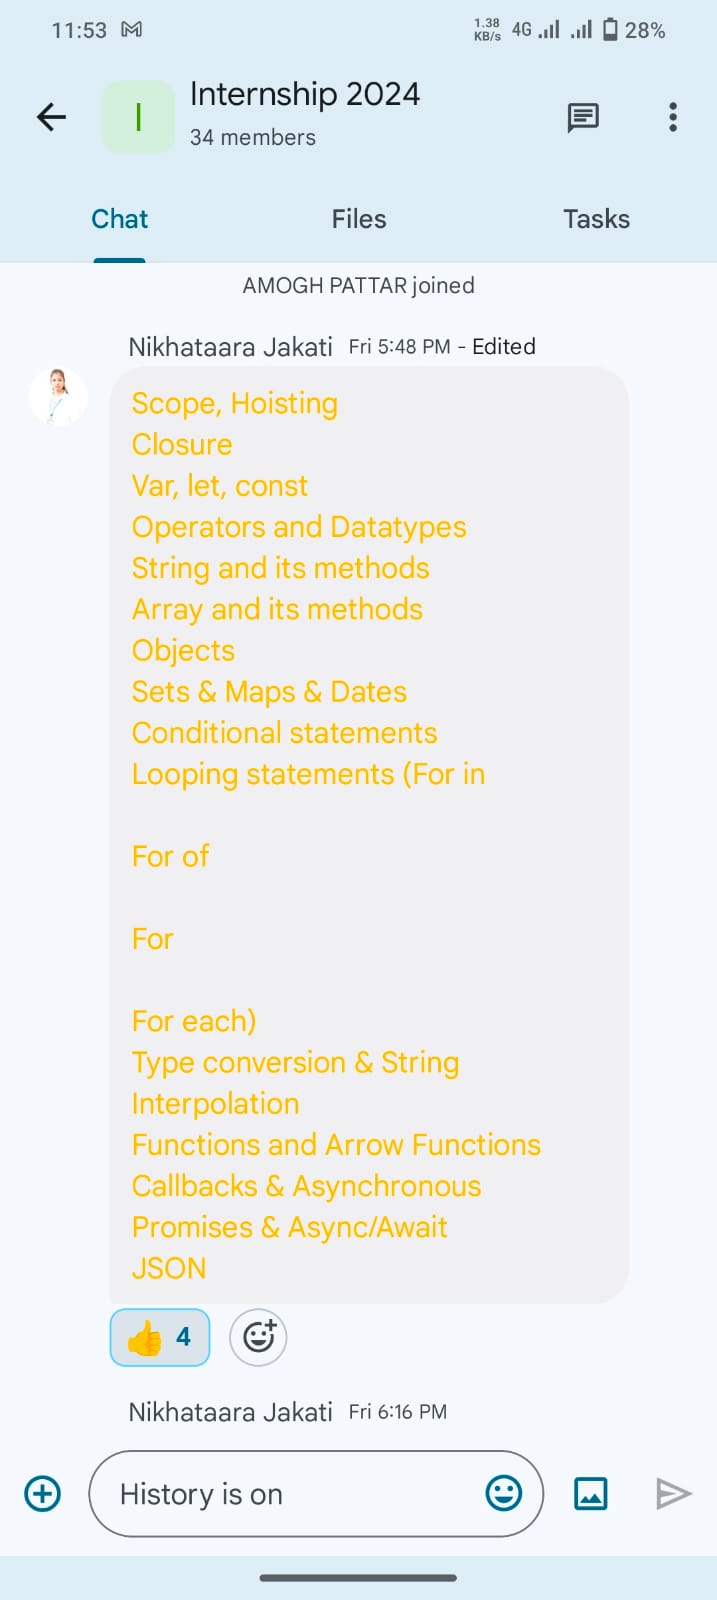 11:53
1.38
KB/s
4G
28%
I
Internship 2024
34 members
Chat
Files
Tasks
AMOGH PATTAR joined
Nikhataara Jakati Fri 5:48 PM - Edited
Scope, Hoisting
Closure
Var, let, const
Operators and Datatypes
String and its methods
Array and its methods
Objects
Sets & Maps & Dates
Conditional statements
Looping statements (For in
For of
For
For each)
Type conversion & String
Interpolation
Functions and Arrow Functions
Callbacks & Asynchronous
Promises & Async/Await
JSON
4
Nikhataara Jakati Fri 6:16 PM
History is on